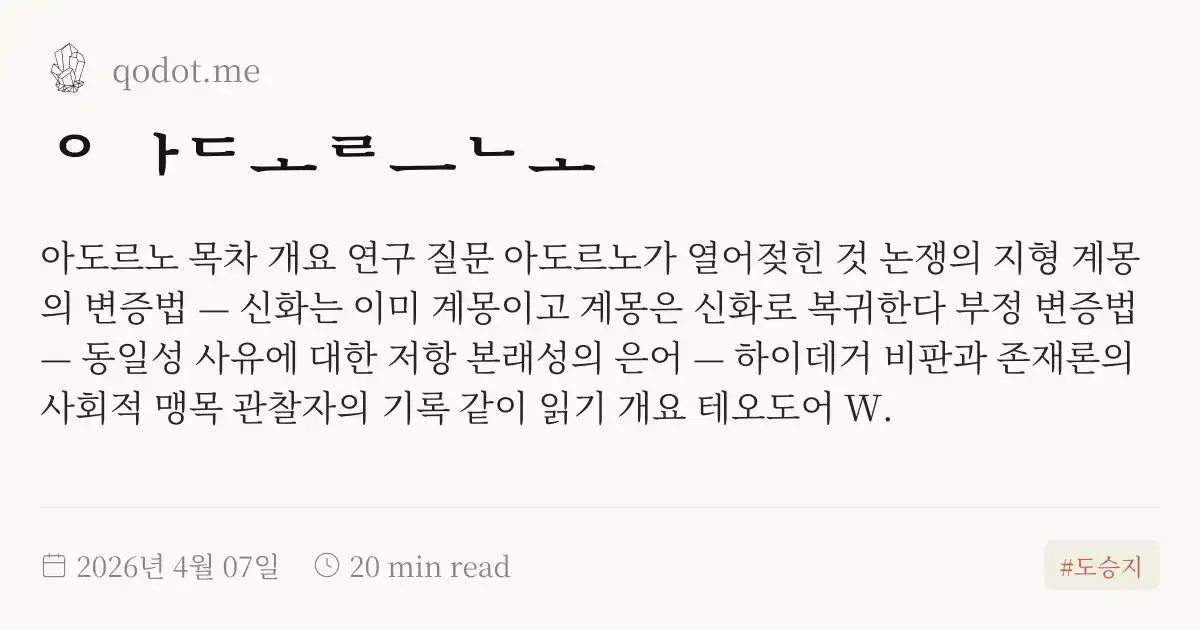 qodot.me
ㅇㅏㄷㅗㄹㅡㄴㅗ
아도르노 목차 개요 연구 질문 아도르노가 열어젖힌 것 논쟁의 지형 계몽
의 변증법 — 신화는 이미 계몽이고 계몽은 신화로 복귀한다 부정 변증법
— 동일성 사유에 대한 저항 본래성의 은어 — 하이데거 비판과 존재론의
사회적 맹목 관찰자의 기록 같이 읽기 개요 테오도어 W.
2026년 4월 07일 20 min read
#도승지